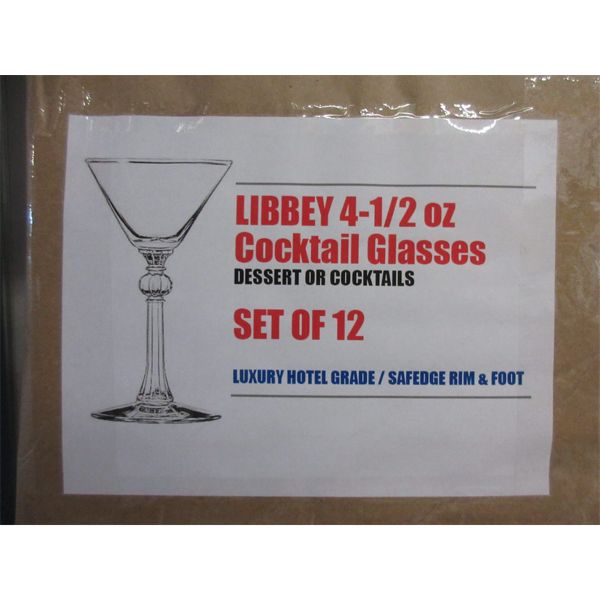 LIBBEY 4-1/2 oz
Cocktail Glasses
DESSERT OR COCKTAILS
SET OF 12
LUXURY HOTEL GRADE / SAFEDGE RIM & FOOT